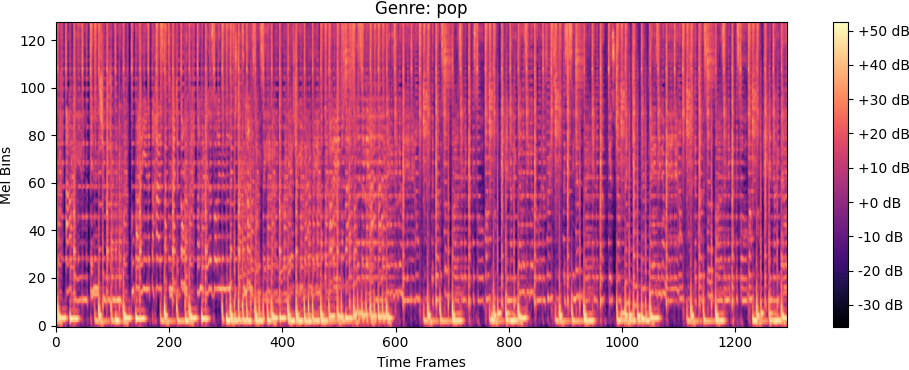 Genre: pop
Mel Bins
120
100
80
60
40
20
0
0 200 400 600 800 1000 1200
Time Frames
+50 dB
+40 dB
+30 dB
+20 dB
+10 dB
+0 dB
-10 dB
-20 dB
-30 dB